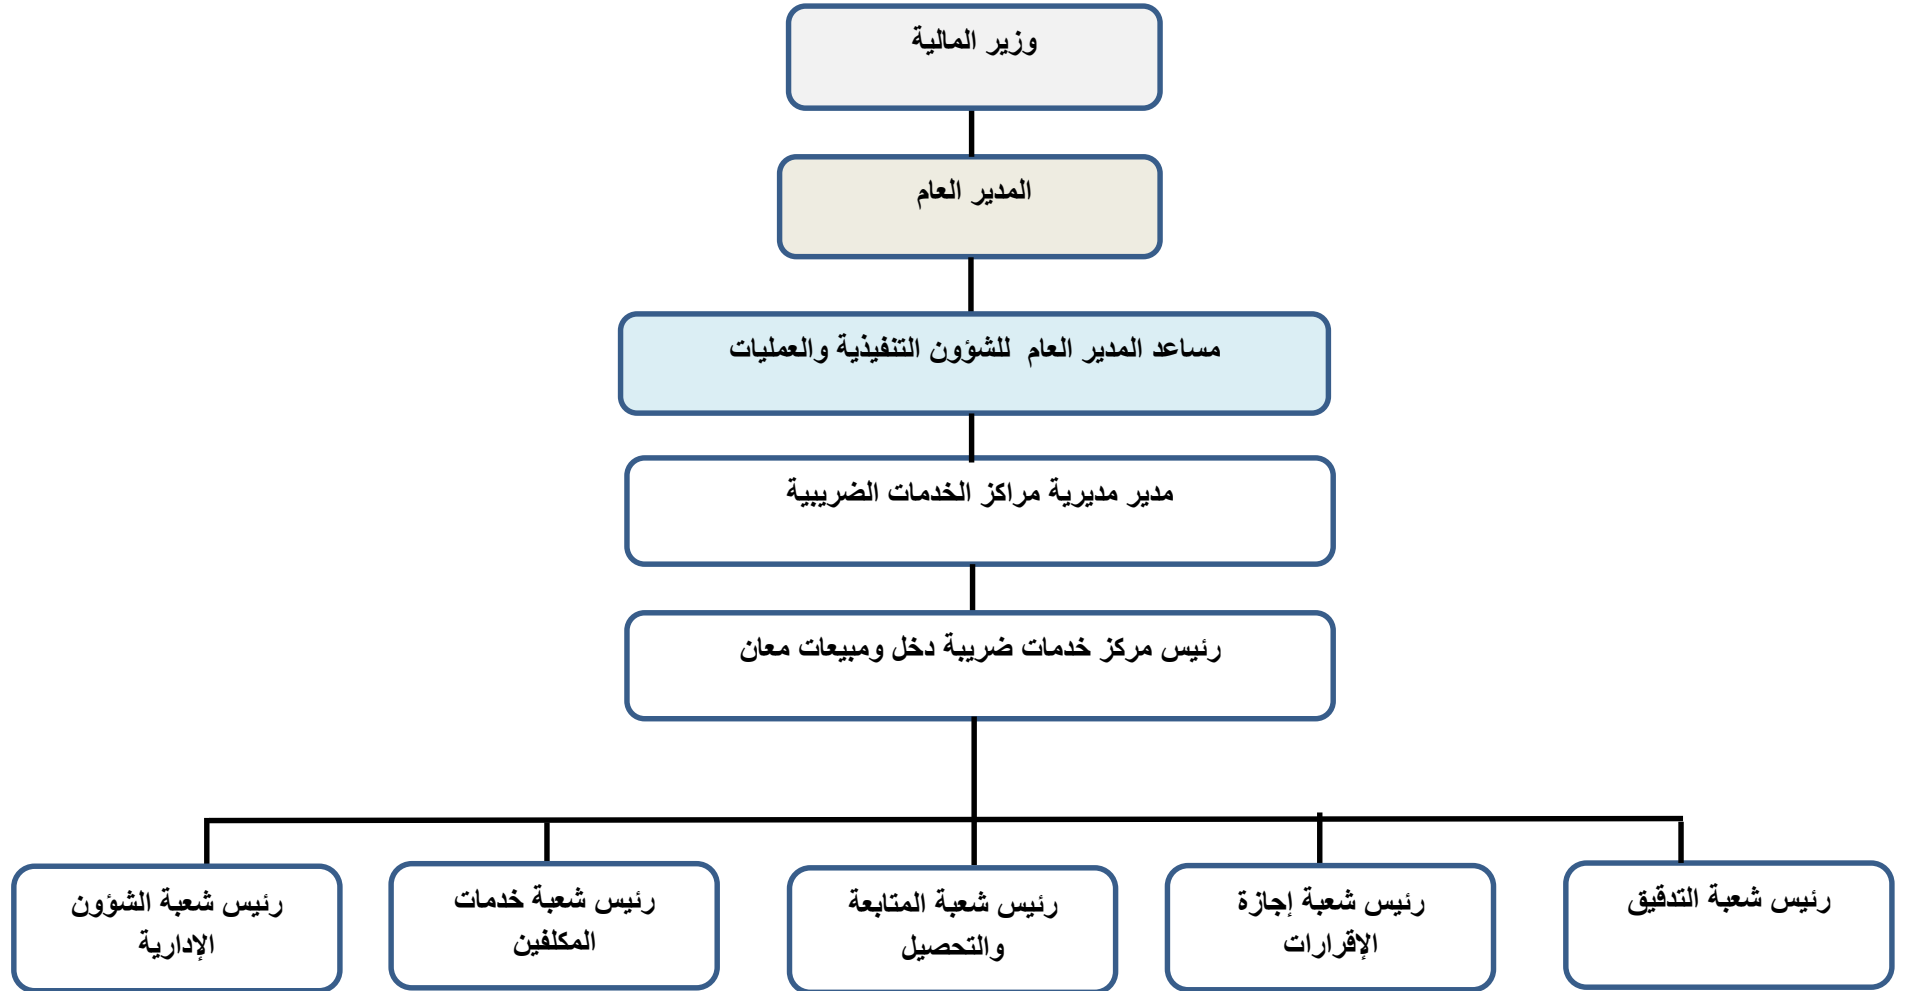 وزير المالية
المدير العام
مساعد المدير العام للشؤون التنفيذية والعمليات
مدير مديرية مراكز الخدمات الضريبية
رئيس مركز خدمات ضريبة دخل ومبيعات معان
رئيس شعبة التدقيق
رئيس شعبة إجازة
الإقرارات
رئيس شعبة المتابعة
والتحصيل
رئيس شعبة خدمات
المكلفين
رئيس شعبة الشؤون
الإدارية